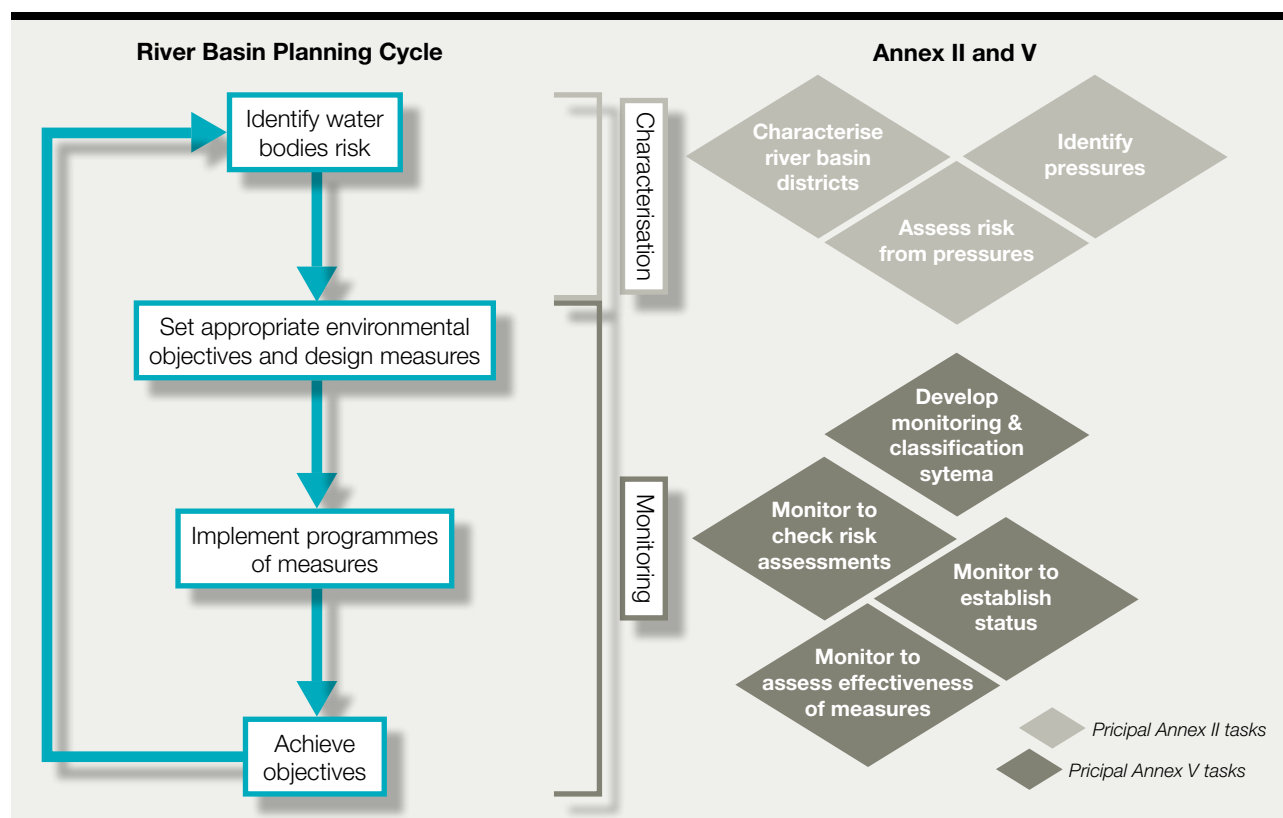 River Basin Planning Cycle
Annex II and V
Identify water
bodies risk
Set appropriate environmental
objectives and design measures
Implement programmes
of measures
Achieve
objectives
Characterisation
Monitoring
Characterise
river basin
districts
Identify
pressures
Assess risk
from pressures
Develop
monitoring &
classification
sytema
Monitor to
check risk
assessments
Monitor to
establish
status
Monitor to
assess effectiveness
of measures
Pricipal Annex II tasks
Pricipal Annex V tasks